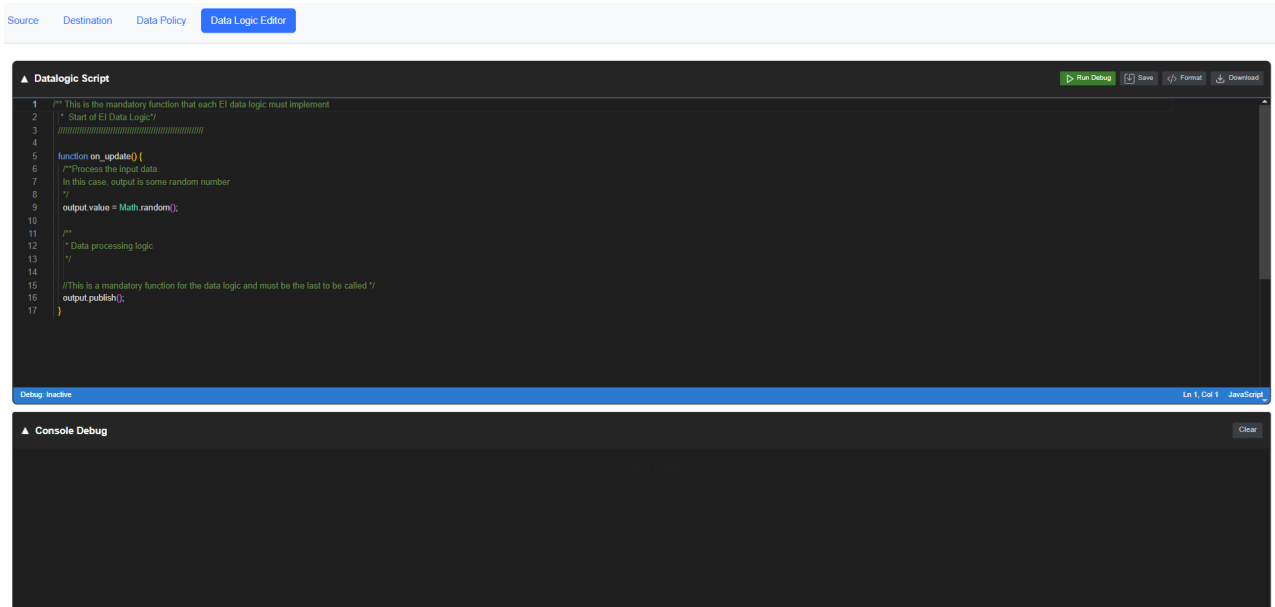 Source Destination Data Policy Data Logic Editor
▲ Datalogic Script
Run Debug Save </> Format Download
1 /** This is the mandatory function that each EI data logic must implement
2 * Start of EI Data Logic*/
3 /////////////////////////////////////////////////////////////
4
5 function on_update() {
6 /**Process the input data
7 In this case, output is some random number
8 */
9 output.value = Math.random();
10
11 /**
12 * Data processing logic
13 */
14
15 //This is a mandatory function for the data logic and must be the last to be called */
16 output.publish();
17 }
Debug: Inactive Ln 1, Col 1 JavaScript
▲ Console Debug
Clear